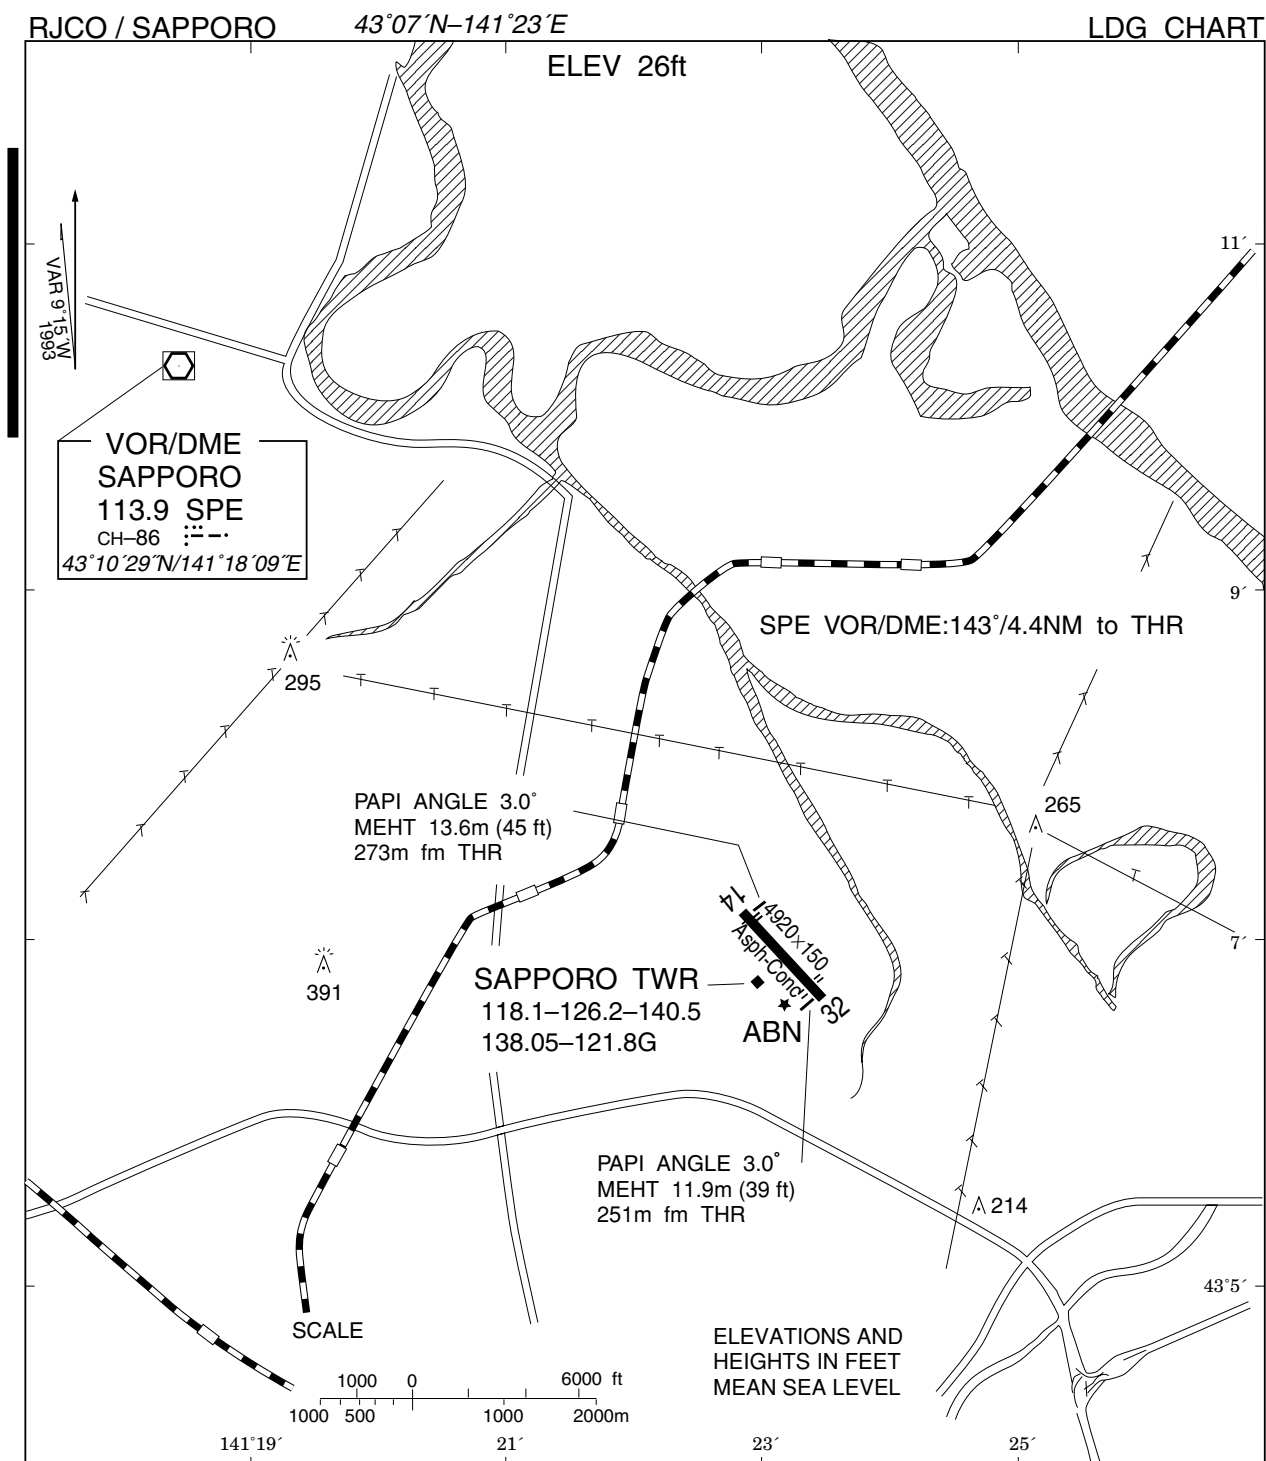 RJCO / SAPPORO
43°07´N–141°23´E
LDG CHART
ELEV 26ft
11´
VAR 9°15´W
1993
VOR/DME
SAPPORO
113.9 SPE
CH–86
43°10´29˝N/141°18´09˝E
9´
SPE VOR/DME:143°/4.4NM to THR
295
PAPI ANGLE 3.0°
MEHT 13.6m (45 ft)
273m fm THR
265
14
4920×150
Asph-Conc
32
7´
391
SAPPORO TWR
118.1–126.2–140.5
138.05–121.8G
ABN
PAPI ANGLE 3.0°
MEHT 11.9m (39 ft)
251m fm THR
214
43°5´
SCALE
ELEVATIONS AND
HEIGHTS IN FEET
MEAN SEA LEVEL
1000 0 6000 ft
1000 500 1000 2000m
141°19´ 21´ 23´ 25´